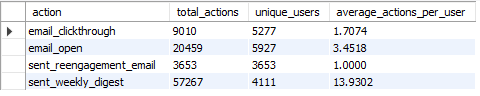 action total_actions unique_users average_actions_per_user
email_clickthrough 9010 5277 1.7074
email_open 20459 5927 3.4518
sent_reengagement_email 3653 3653 1.0000
sent_weekly_digest 57267 4111 13.9302